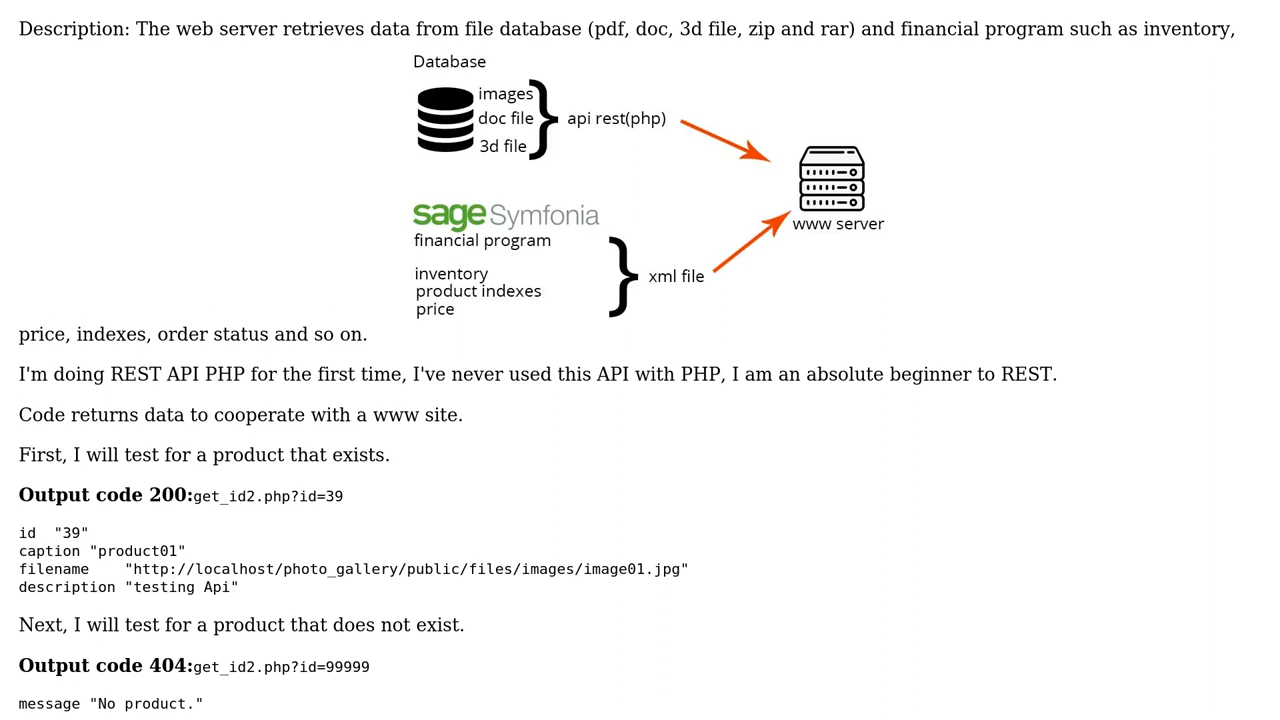 Description: The web server retrieves data from file database (pdf, doc, 3d file, zip and rar) and financial program such as inventory,
Database
images
doc file
3d file
api rest(php)
sage Symfonia
financial program
inventory
product indexes
price
xml file
www server
price, indexes, order status and so on.
I'm doing REST API PHP for the first time, I've never used this API with PHP, I am an absolute beginner to REST.
Code returns data to cooperate with a www site.
First, I will test for a product that exists.
Output code 200:get_id2.php?id=39
id  "39"
caption "product01"
filename    "http://localhost/photo_gallery/public/files/images/image01.jpg"
description "testing Api"
Next, I will test for a product that does not exist.
Output code 404:get_id2.php?id=99999
message "No product."